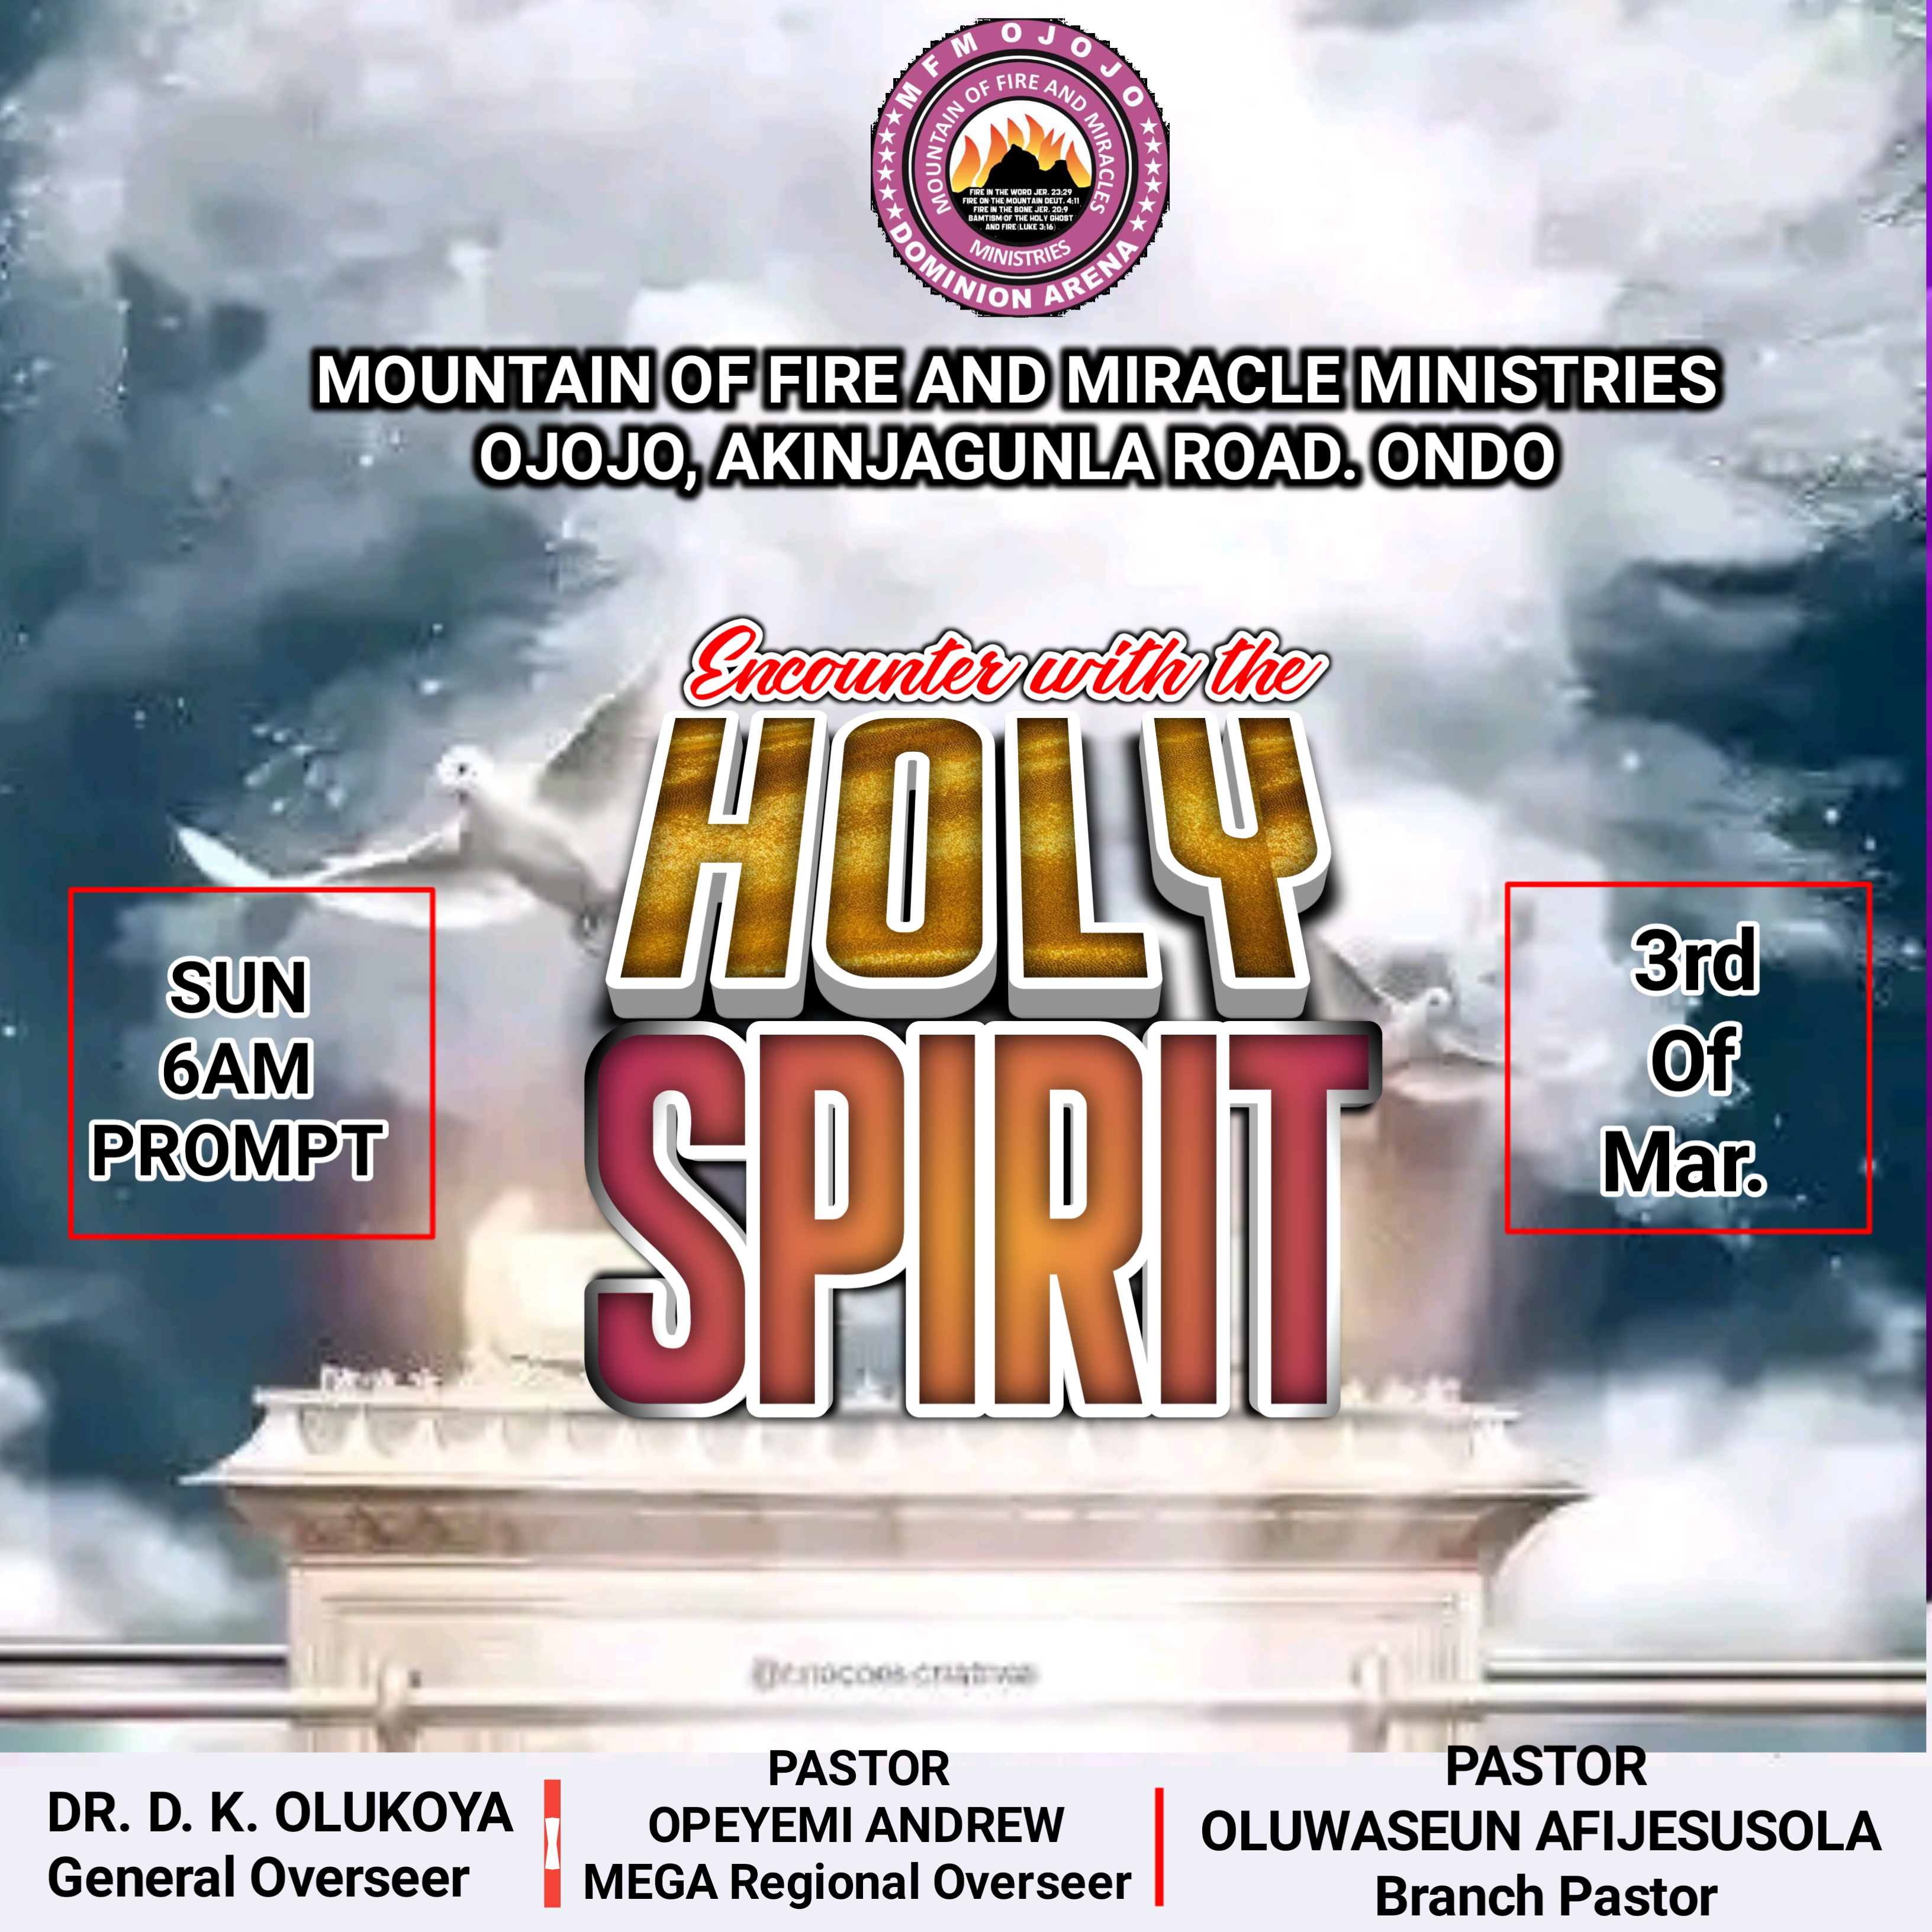 MFM OJOJO
MOUNTAIN OF FIRE AND MIRACLES
FIRE IN THE WORD JER. 23:29
FIRE ON THE MOUNTAIN DEUT. 4:11
FIRE IN THE BONE JER. 20:9
BAMTISM OF THE HOLY GHOST
AND FIRE (LUKE 3:16)
MINISTRIES
DOMINION ARENA
MOUNTAIN OF FIRE AND MIRACLE MINISTRIES
OJOJO, AKINJAGUNLA ROAD. ONDO
Encounter with the
HOLY
SPIRIT
SUN
6AM
PROMPT
3rd
Of
Mar.
DR. D. K. OLUKOYA
General Overseer
PASTOR
OPEYEMI ANDREW
MEGA Regional Overseer
PASTOR
OLUWASEUN AFIJESUSOLA
Branch Pastor